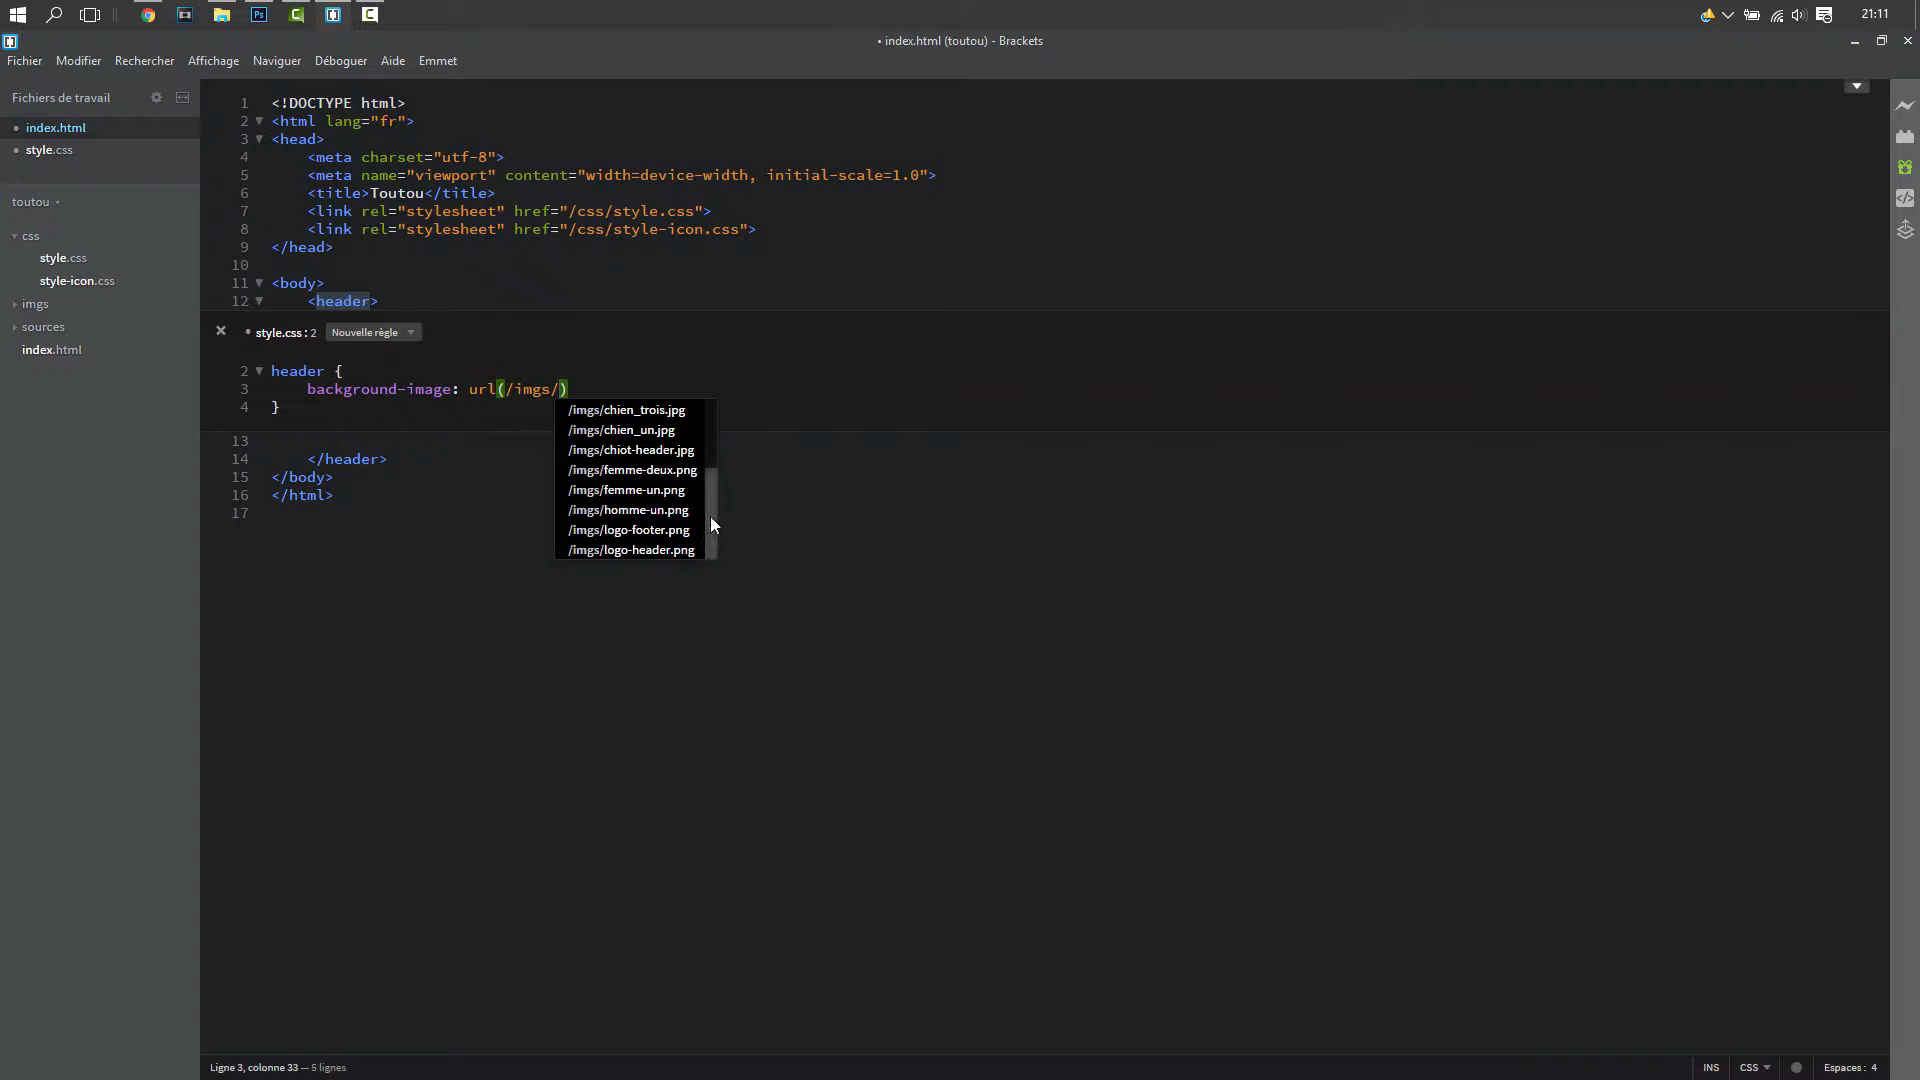 21:11
• index.html (toutou) - Brackets
Fichier Modifier Rechercher Affichage Naviguer Déboguer Aide Emmet
Fichiers de travail
index.html
style.css
toutou
css
style.css
style-icon.css
imgs
sources
index.html
1 <!DOCTYPE html>
2 <html lang="fr">
3 <head>
4 <meta charset="utf-8">
5 <meta name="viewport" content="width=device-width, initial-scale=1.0">
6 <title>Toutou</title>
7 <link rel="stylesheet" href="/css/style.css">
8 <link rel="stylesheet" href="/css/style-icon.css">
9 </head>
10
11 <body>
12 <header>
× • style.css : 2 Nouvelle règle
2 header {
3 background-image: url(/imgs/)
4 }
/imgs/chien_trois.jpg
/imgs/chien_un.jpg
/imgs/chiot-header.jpg
/imgs/femme-deux.png
/imgs/femme-un.png
/imgs/homme-un.png
/imgs/logo-footer.png
/imgs/logo-header.png
13
14 </header>
15 </body>
16 </html>
17
Ligne 3, colonne 33 — 5 lignes
INS CSS Espaces : 4